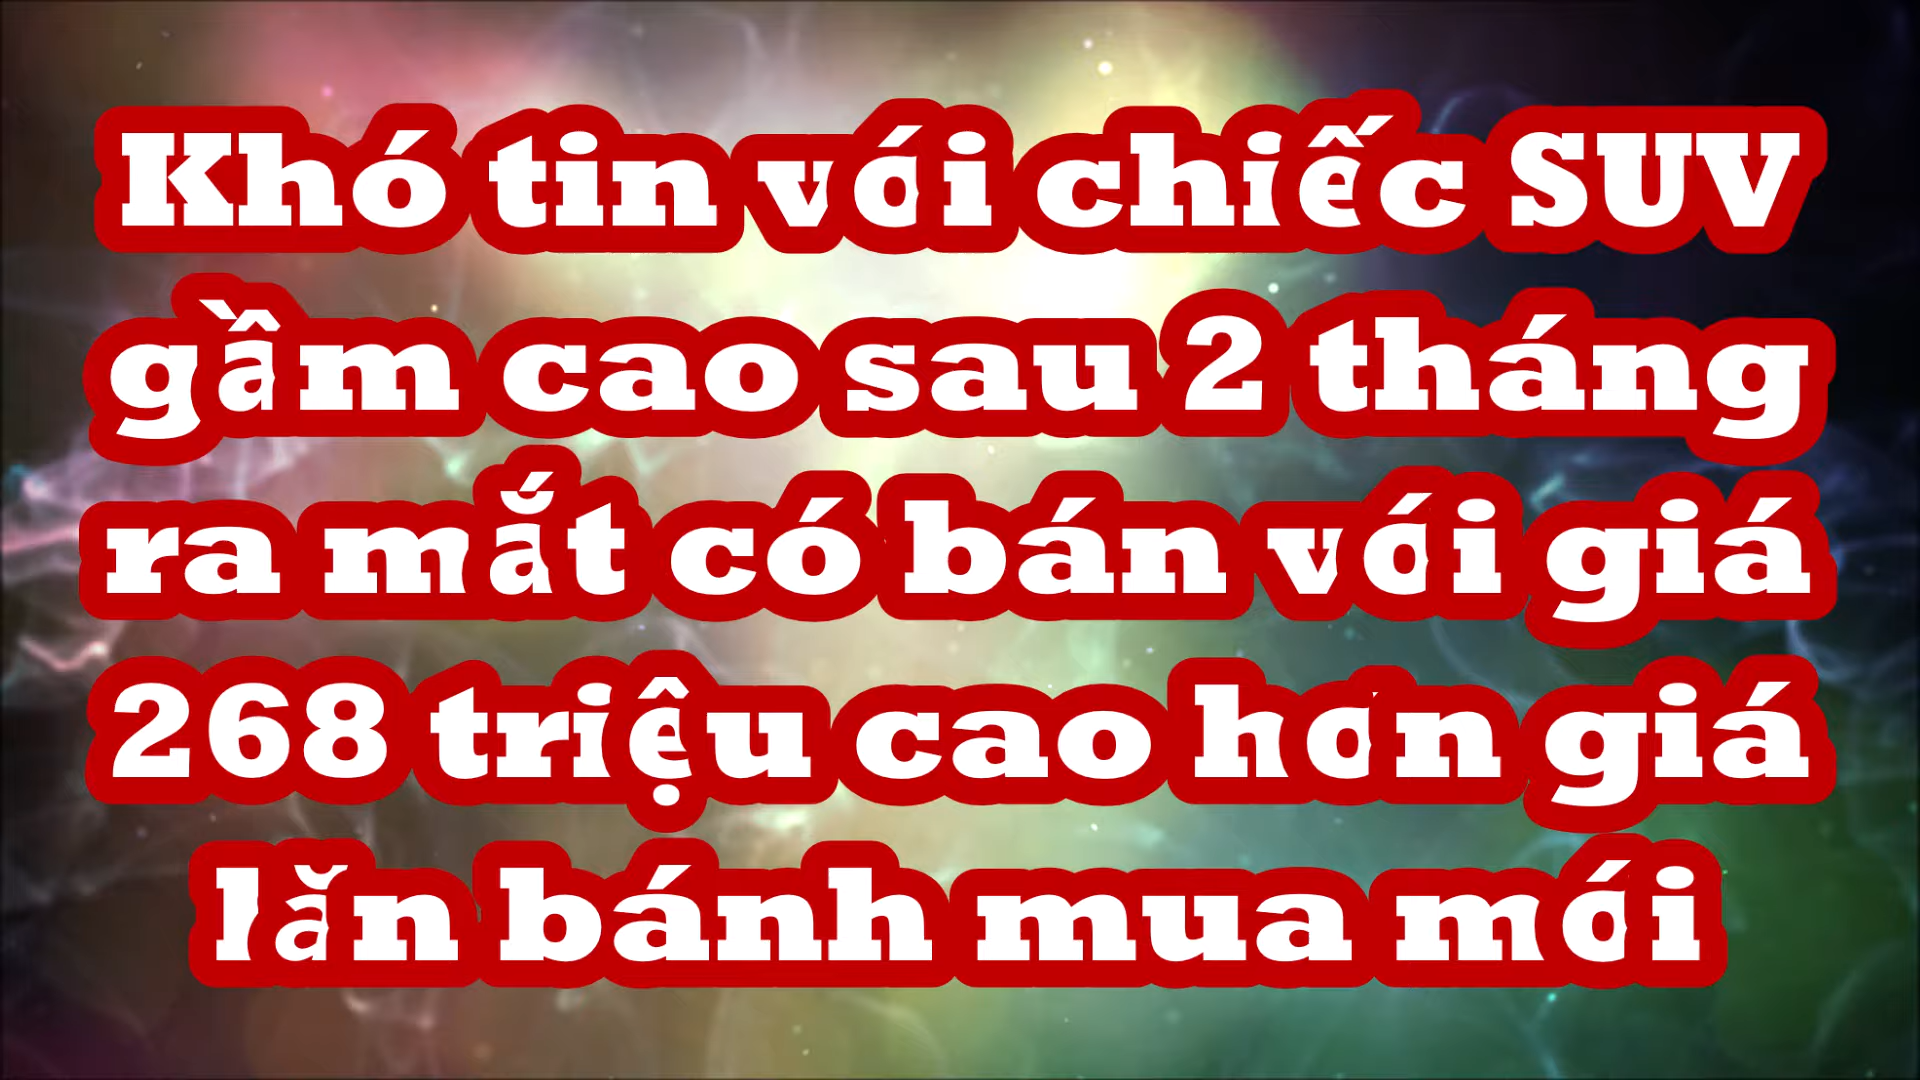 Khó tin với chiếc SUV
gầm cao sau 2 tháng
ra mắt có bán với giá
268 triệu cao hơn giá
lăn bánh mua mới